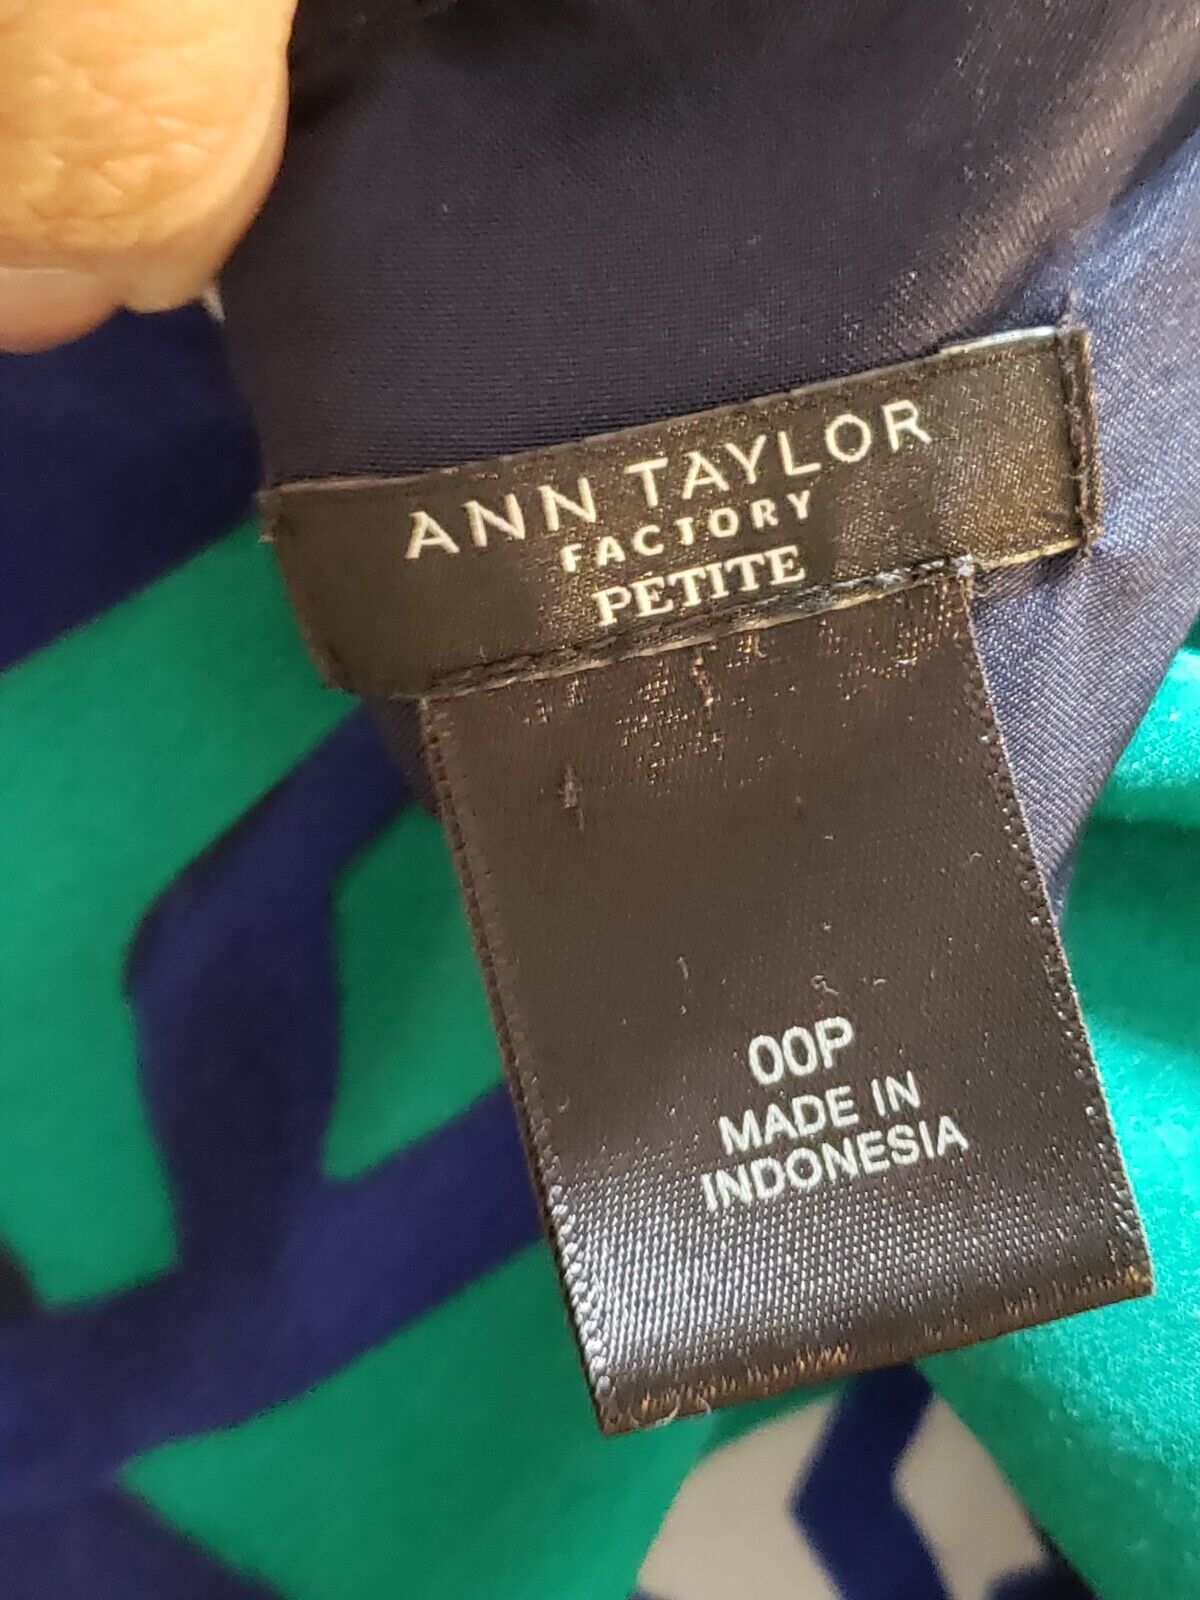 ANN TAYLOR
FACTORY
PETITE
00P
MADE IN
INDONESIA